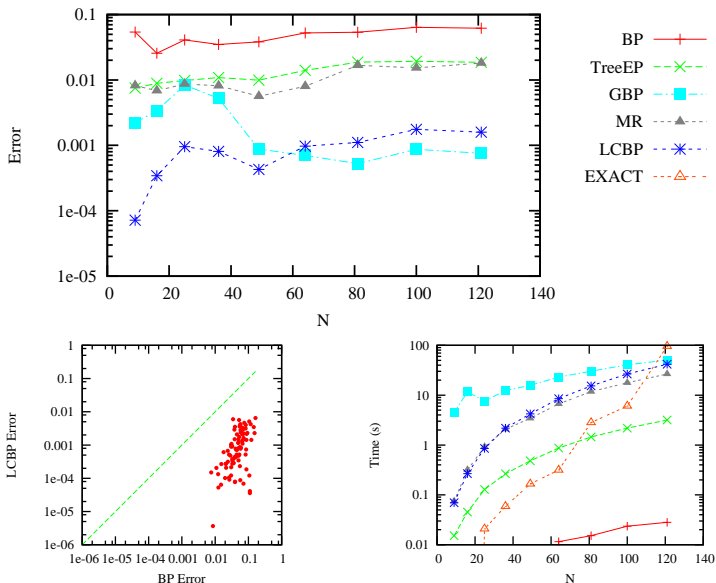 1
0.1
0.01
0.001
1e-04
1e-05
Error
0 20 40 60 80 100 120 140
N
BP
TreeEP
GBP
MR
LCBP
EXACT
1
0.1
0.01
0.001
1e-04
1e-05
1e-06
LCBP Error
1e-06 1e-05 1e-04 0.001 0.01 0.1 1
BP Error
100
10
1
0.1
0.01
Time (s)
0 20 40 60 80 100 120 140
N